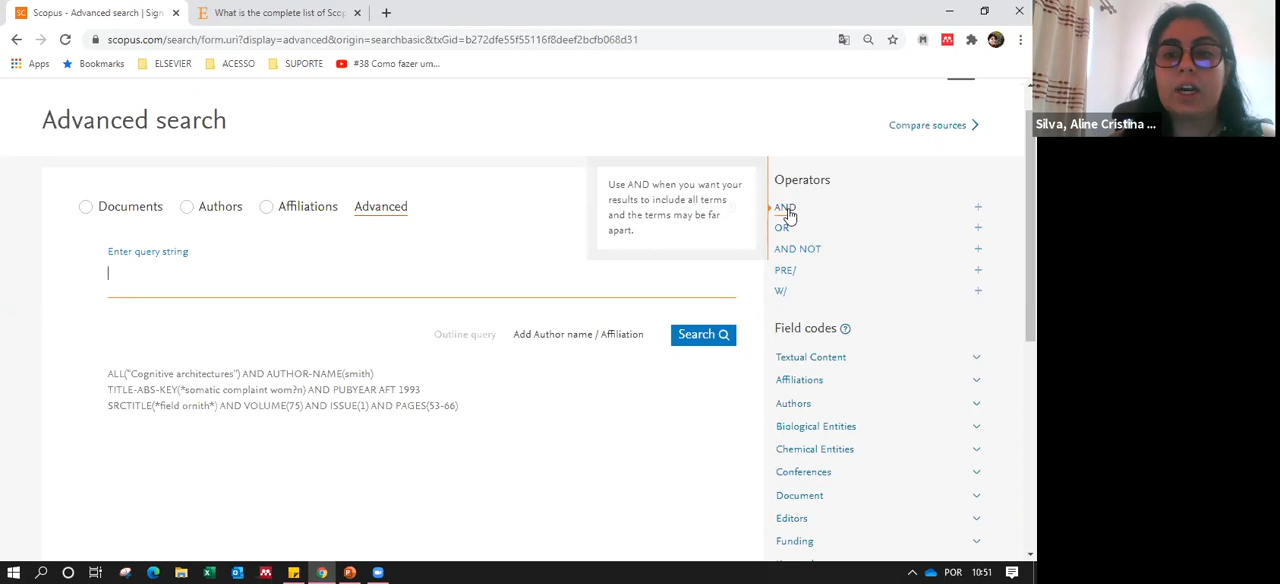 Scopus - Advanced search | Sign
What is the complete list of Scop
scopus.com/search/form.uri?display=advanced&origin=searchbasic&txGid=b272dfe55f55116f8deef2bcfb068d31
Apps
Bookmarks
ELSEVIER
ACESSO
SUPORTE
#38 Como fazer um...
Silva, Aline Cristina ...
Advanced search
Compare sources
Documents
Authors
Affiliations
Advanced
Enter query string
Use AND when you want your
results to include all terms
and the terms may be far
apart.
Outline query
Add Author name / Affiliation
Search
ALL("Cognitive architectures") AND AUTHOR-NAME(smith)
TITLE-ABS-KEY(*somatic complaint wom?n) AND PUBYEAR AFT 1993
SRCTITLE(*field ornith*) AND VOLUME(75) AND ISSUE(1) AND PAGES(53-66)
Operators
AND
OR
AND NOT
PRE/
W/
Field codes
Textual Content
Affiliations
Authors
Biological Entities
Chemical Entities
Conferences
Document
Editors
Funding
POR
10:51